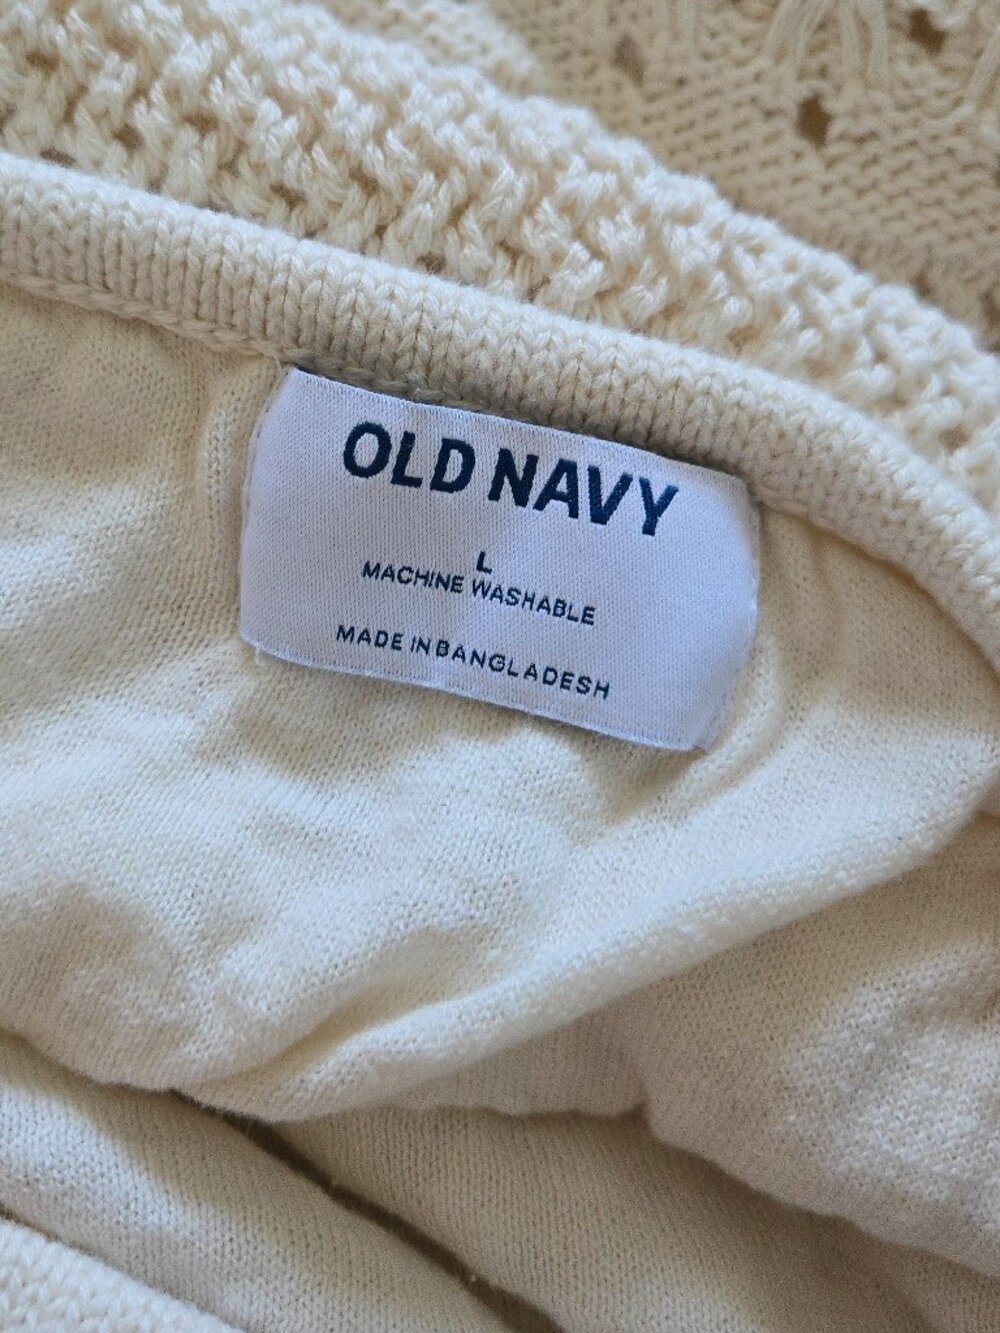 OLD NAVY
L
MACHINE WASHABLE
MADE IN BANGLADESH